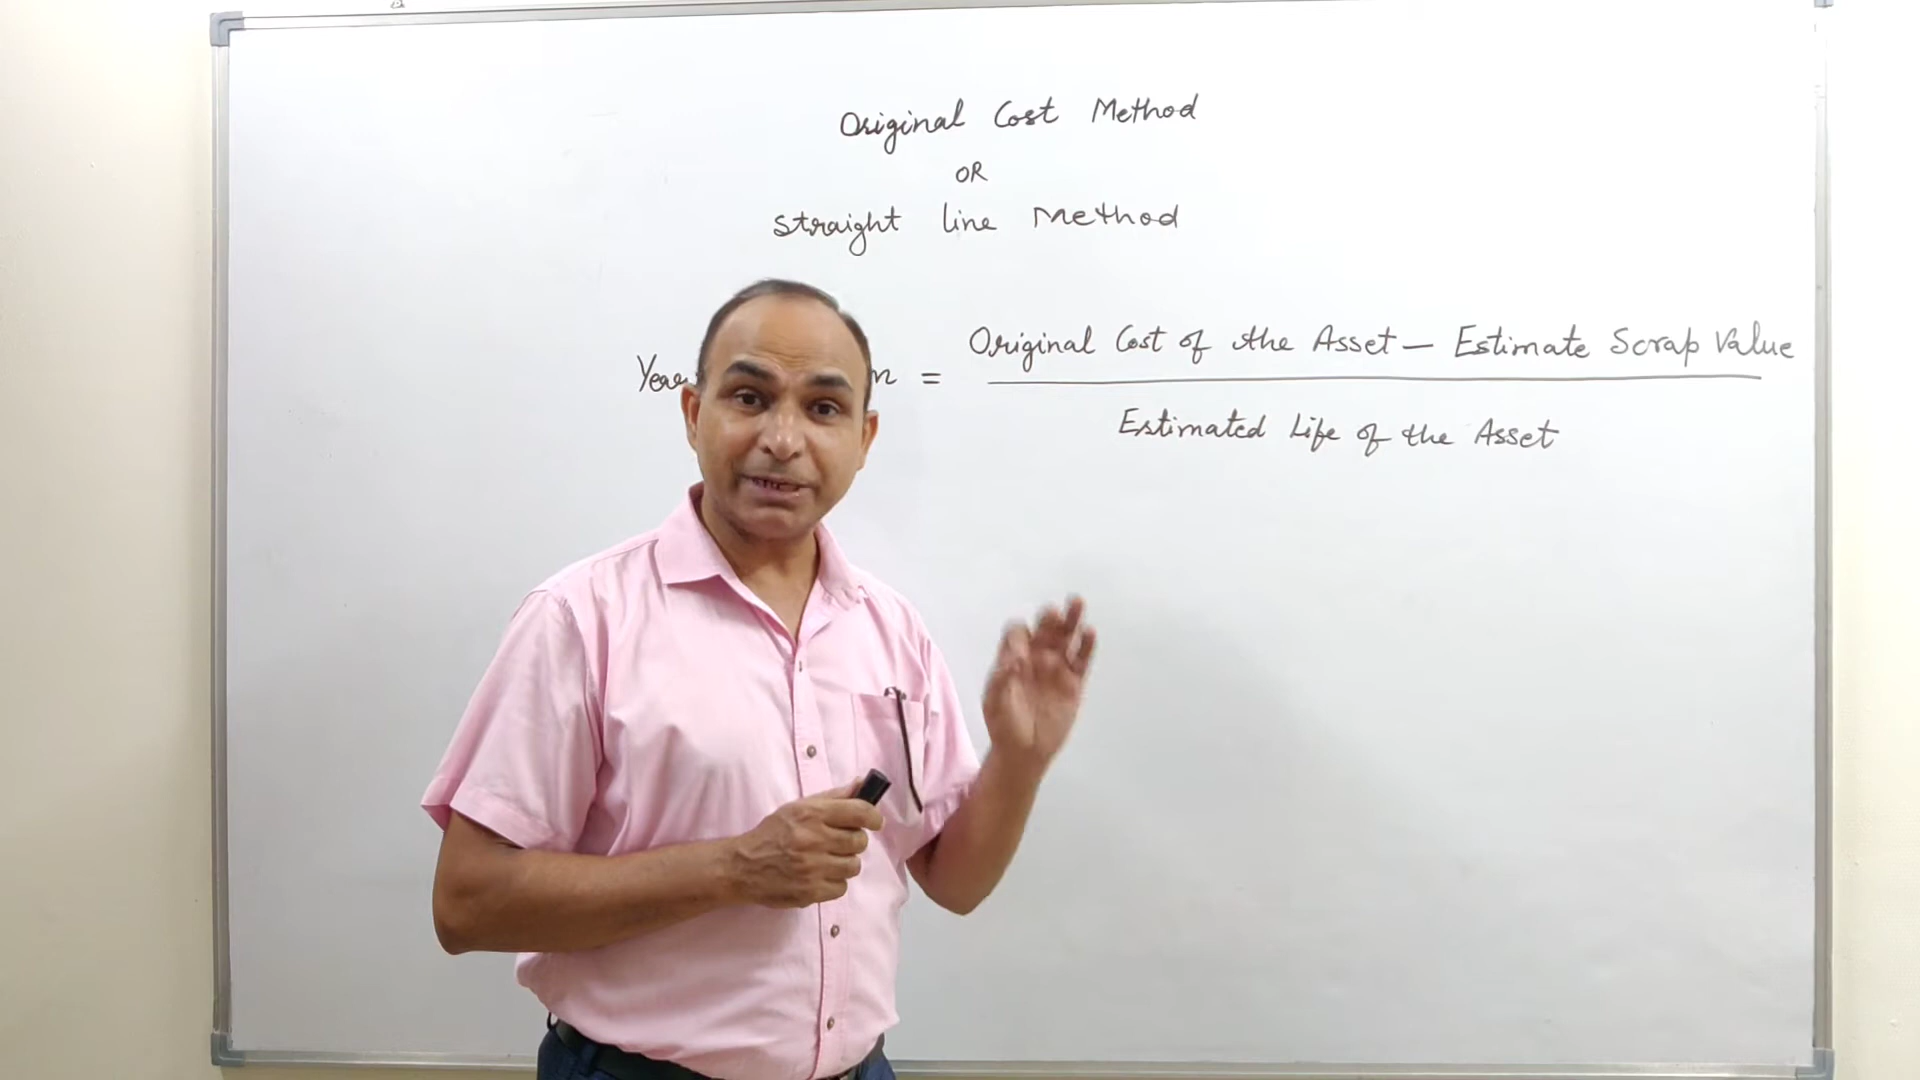 Original Cost Method
OR
Straight line Method
= Original Cost of the Asset — Estimate Scrap Value
Estimated Life of the Asset